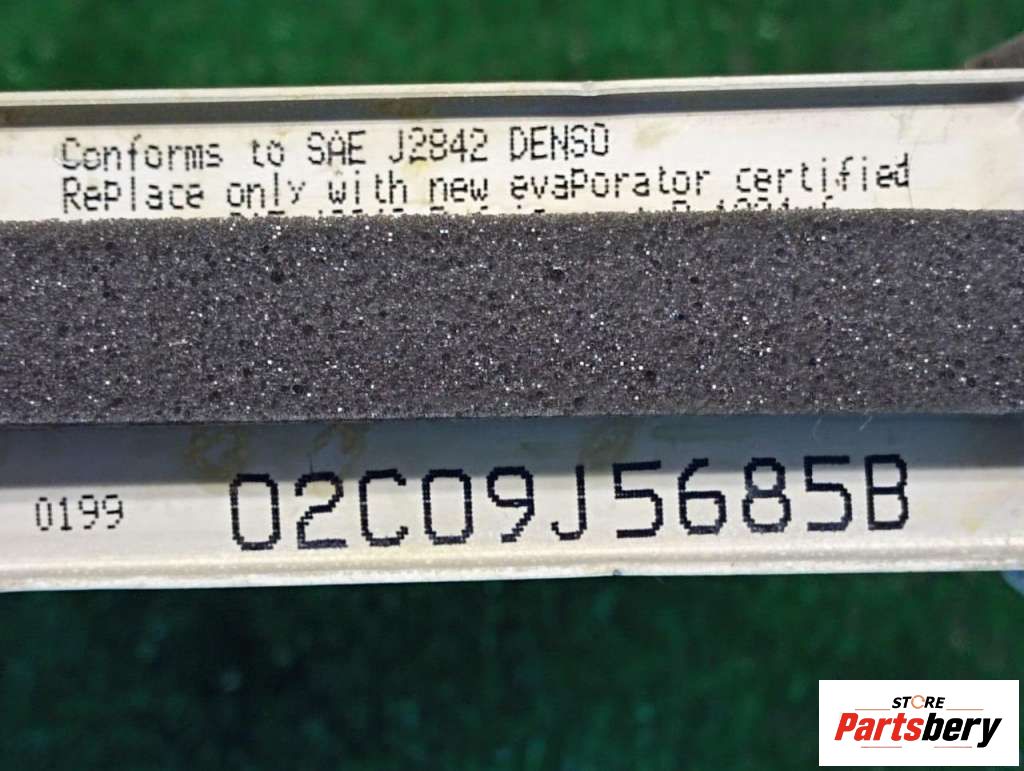 Conforms to SAE J2842 DENSO
Replace only with new evaporator certified
0199 02C09J5685B
STORE
Partsbery